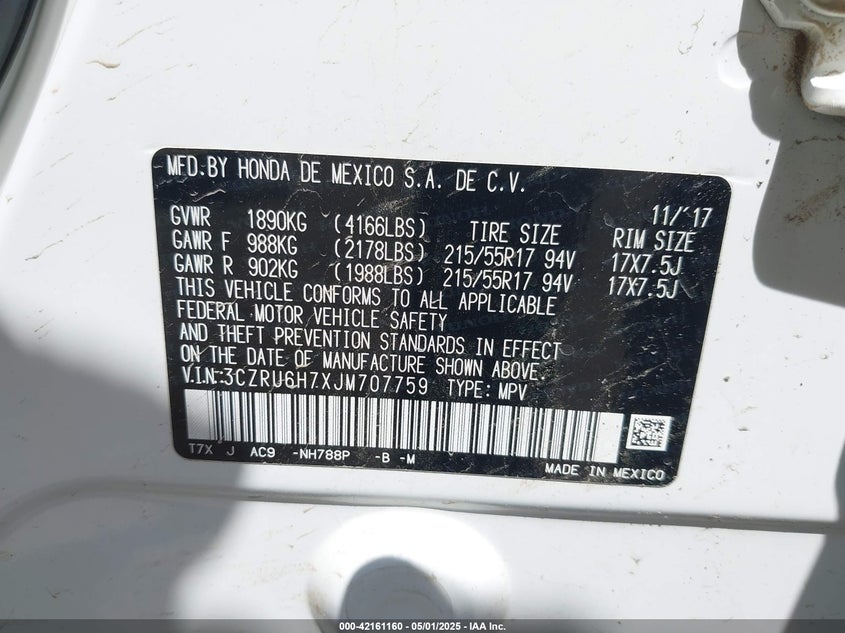 MFD.BY HONDA DE MEXICO S.A. DE C.V.
11/'17
GVWR 1890KG (4166LBS) TIRE SIZE RIM SIZE
GAWR F 988KG (2178LBS) 215/55R17 94V 17X7.5J
GAWR R 902KG (1988LBS) 215/55R17 94V 17X7.5J
THIS VEHICLE CONFORMS TO ALL APPLICABLE
FEDERAL MOTOR VEHICLE SAFETY
AND THEFT PREVENTION STANDARDS IN EFFECT
ON THE DATE OF MANUFACTURE SHOWN ABOVE.
V.I.N:3CZRU6H7XJM707759 TYPE: MPV
T7X J AC9 -NH788P -B -M
MADE IN MEXICO
000-42161160 - 05/01/2025 - IAA Inc.